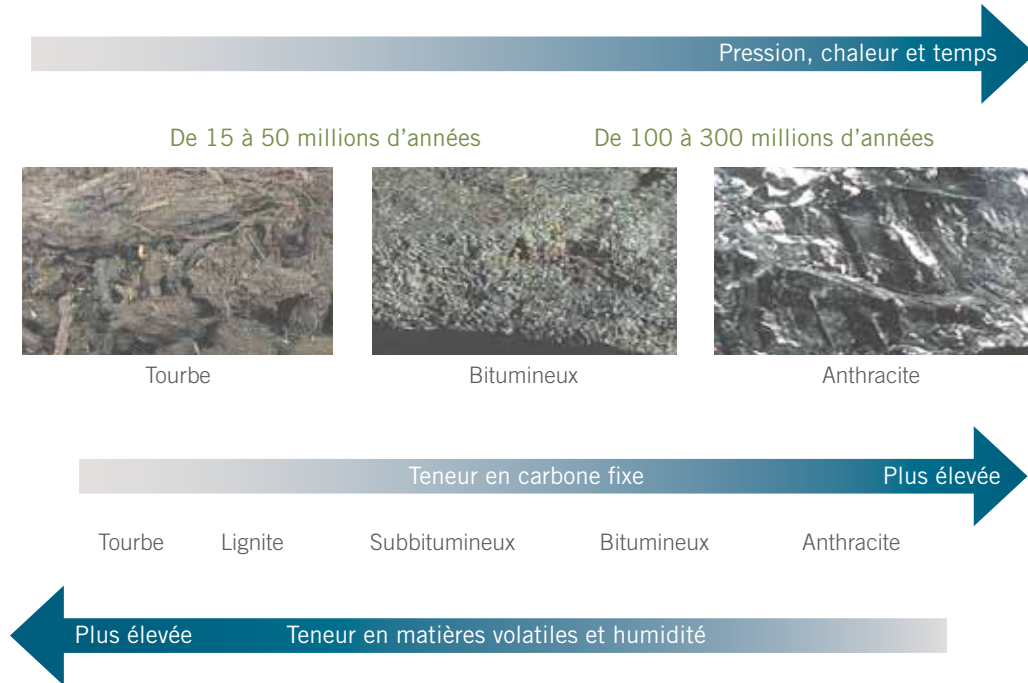 Pression, chaleur et temps
De 15 à 50 millions d’années De 100 à 300 millions d’années
Tourbe Bitumineux Anthracite
Teneur en carbone fixe Plus élevée
Tourbe Lignite Subbitumineux Bitumineux Anthracite
Plus élevée Teneur en matières volatiles et humidité